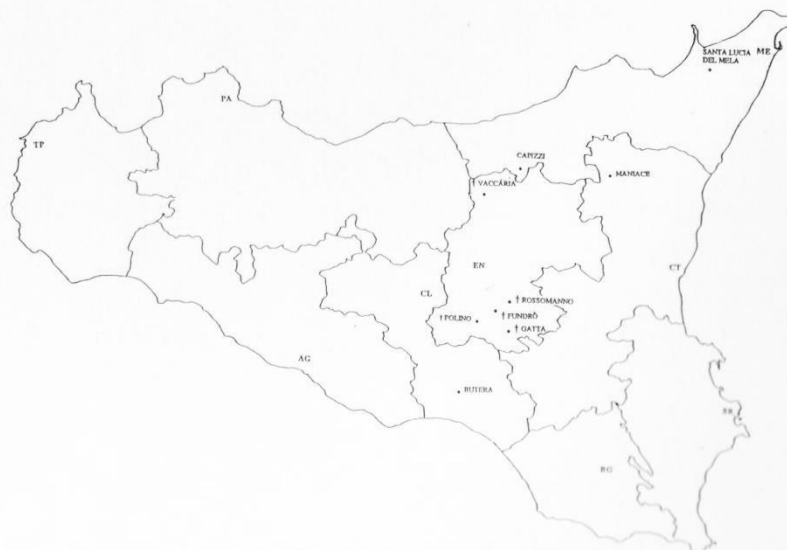 SANTA LUCIA
DEL MELA
ME
PA
TP
CAPIZZI
MANIACE
† VACCÁRIA
EN
CT
CL
† ROSSOMANNO
† POLINO
† FUNDRÒ
† GATTA
AG
BUTERA
SR
RG